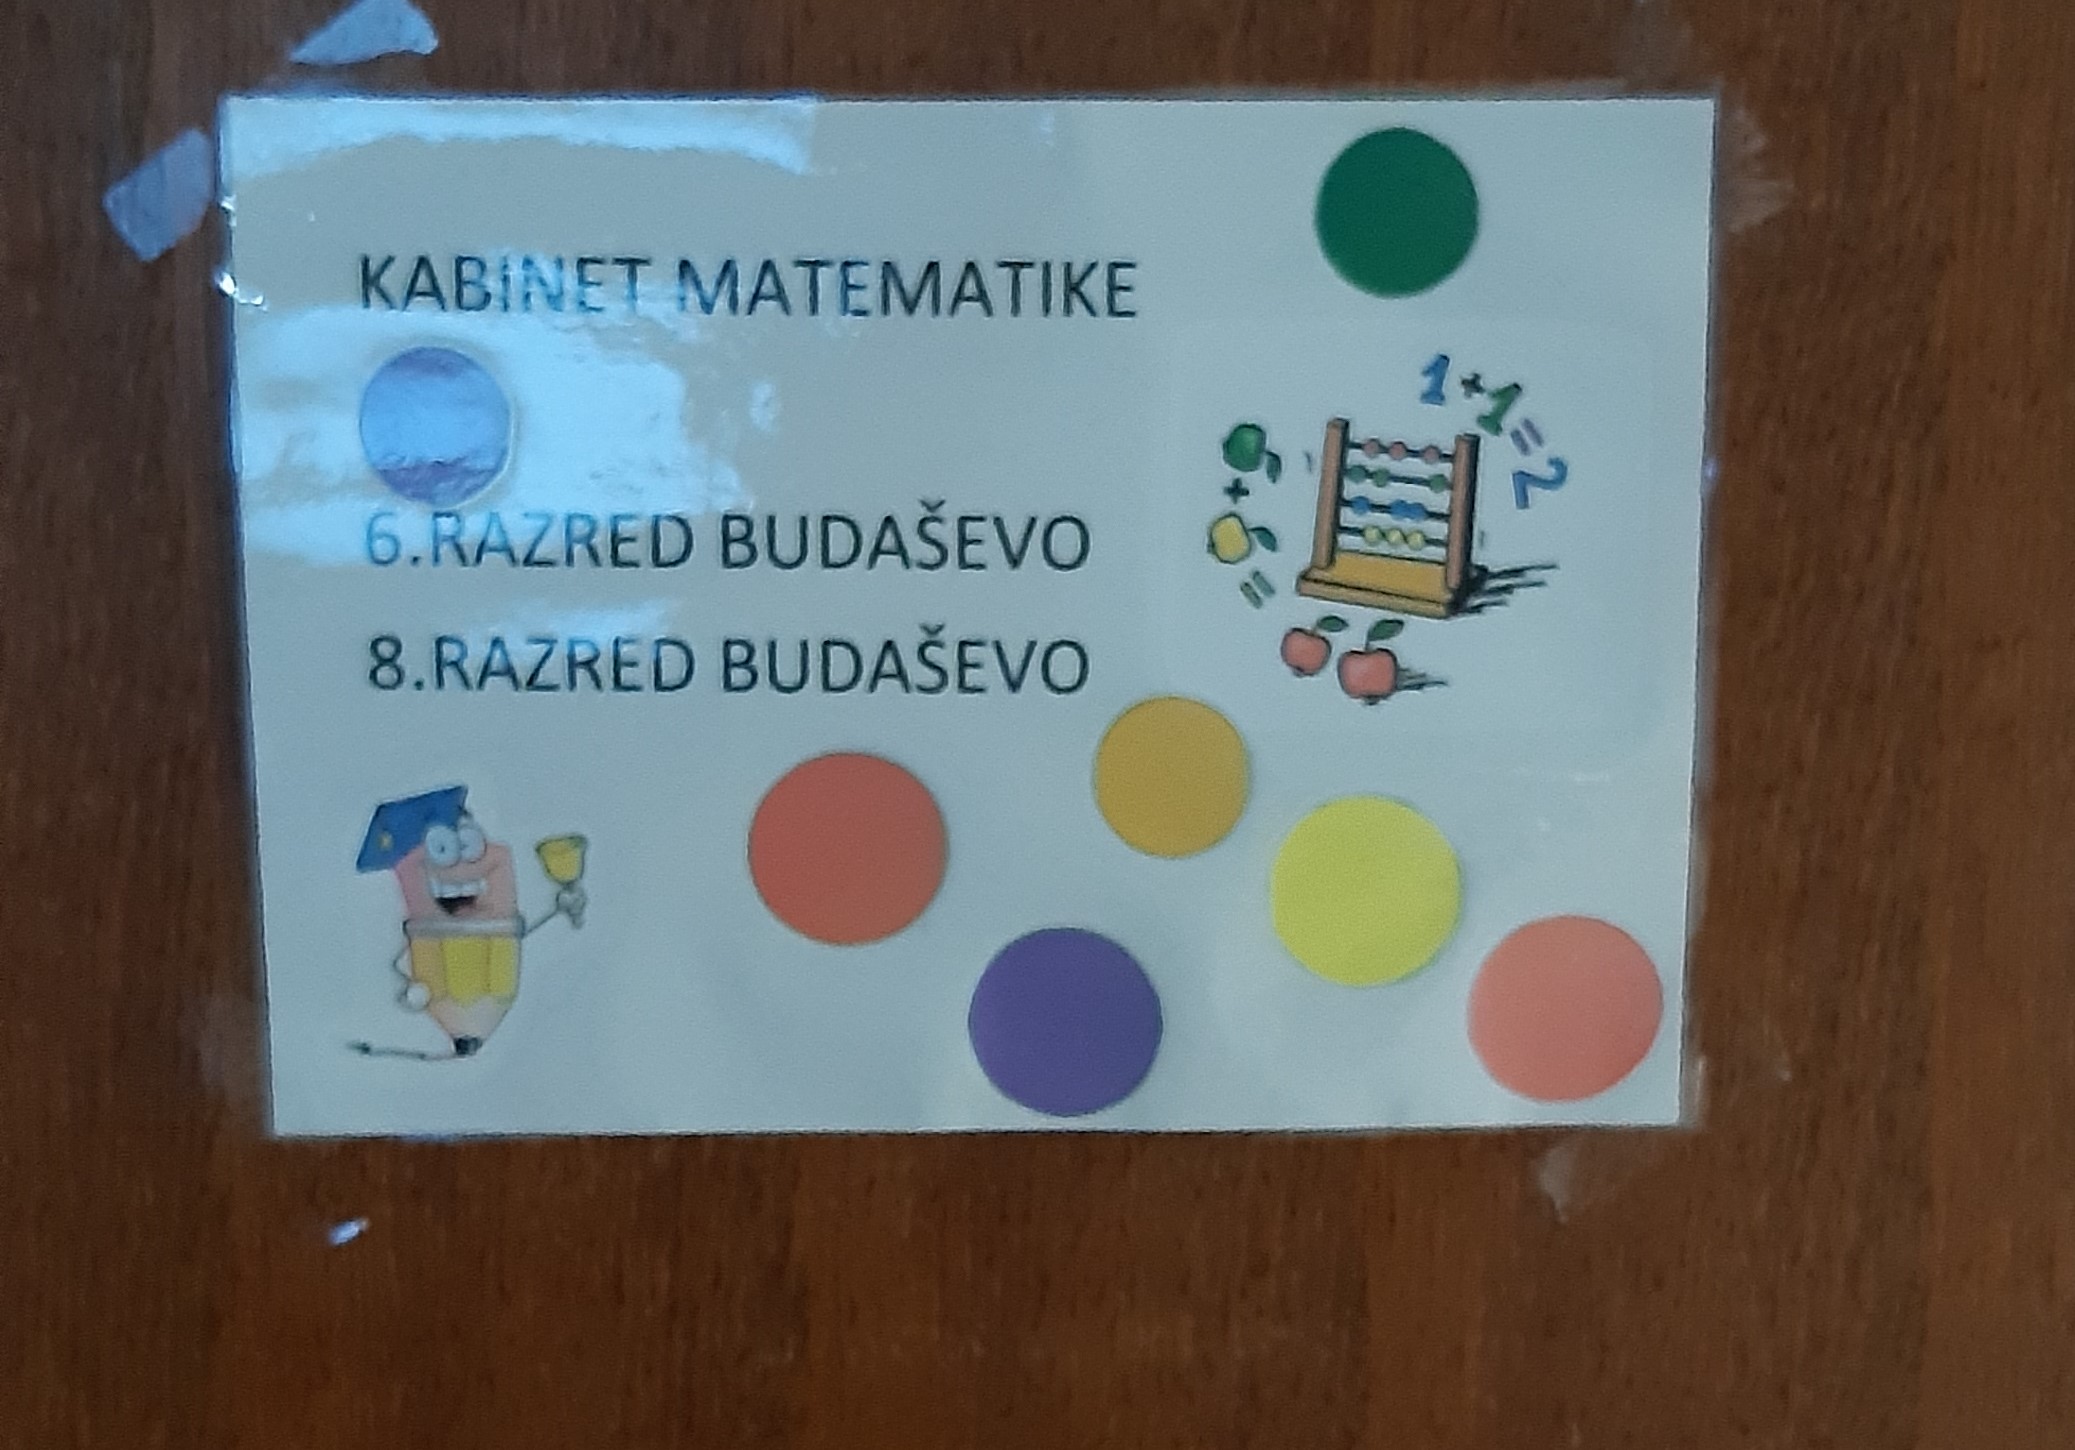 KABINET MATEMATIKE
1+1=2
+
=
6.RAZRED BUDAŠEVO
8.RAZRED BUDAŠEVO